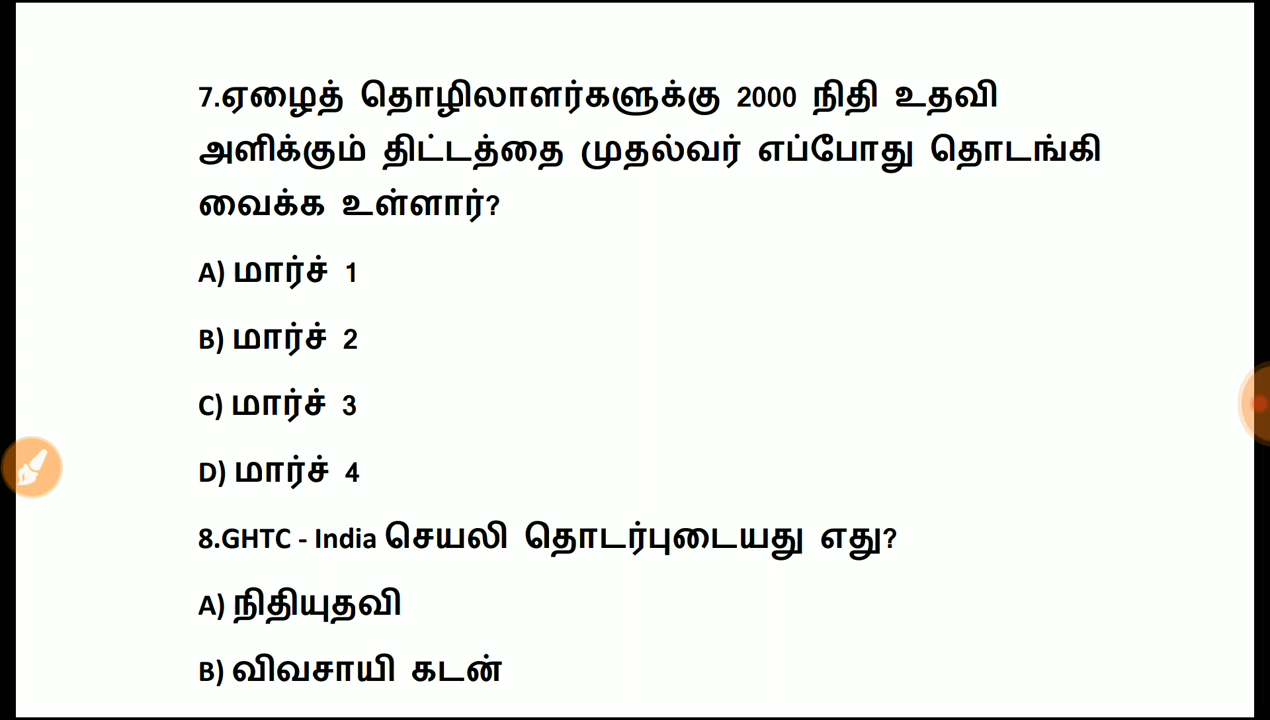 7.ஏழைத் தொழிலாளர்களுக்கு 2000 நிதி உதவி
அளிக்கும் திட்டத்தை முதல்வர் எப்போது தொடங்கி
வைக்க உள்ளார்?
A) மார்ச் 1
B) மார்ச் 2
C) மார்ச் 3
D) மார்ச் 4
8.GHTC - India செயலி தொடர்புடையது எது?
A) நிதியுதவி
B) விவசாயி கடன்